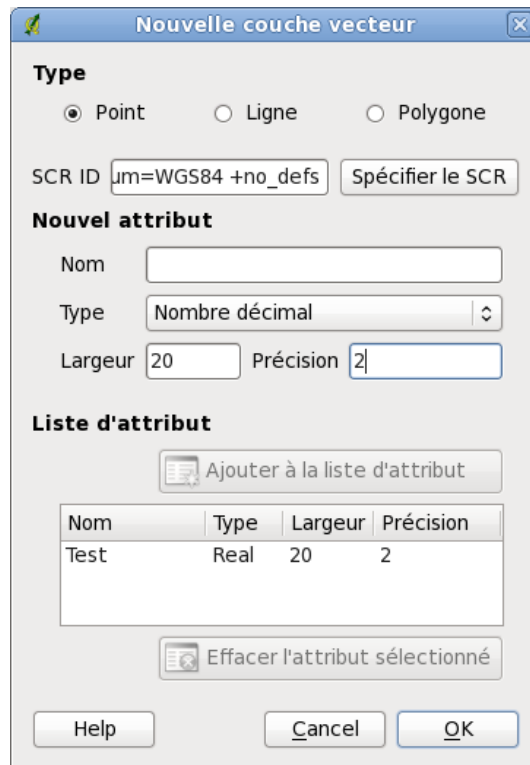 Nouvelle couche vecteur
Type
Point Ligne Polygone
SCR ID um=WGS84 +no_defs Spécifier le SCR
Nouvel attribut
Nom
Type Nombre décimal
Largeur 20 Précision 2
Liste d'attribut
Ajouter à la liste d'attribut
Nom Type Largeur Précision
Test Real 20 2
Effacer l'attribut sélectionné
Help Cancel OK